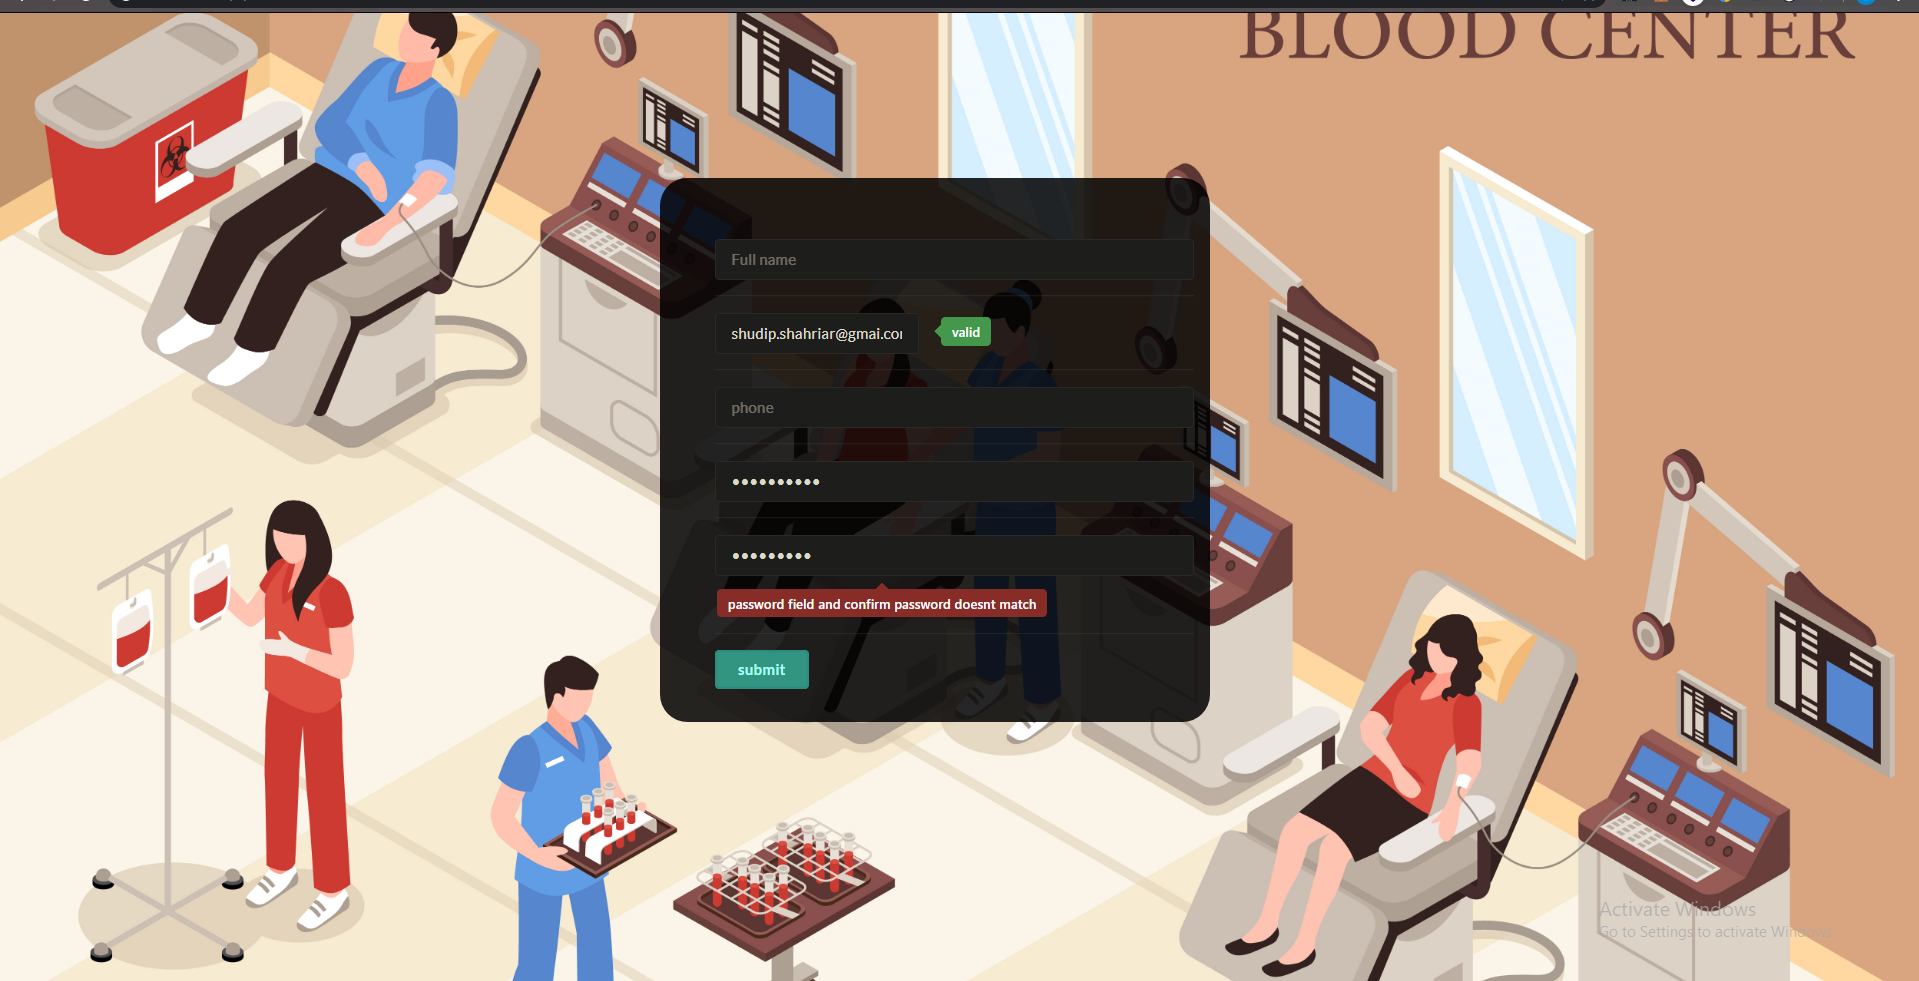 BLOOD CENTER
Full name
shudip.shahriar@gmai.co
valid
phone
password field and confirm password doesnt match
submit
Activate Windows
Go to Settings to activate Windows.